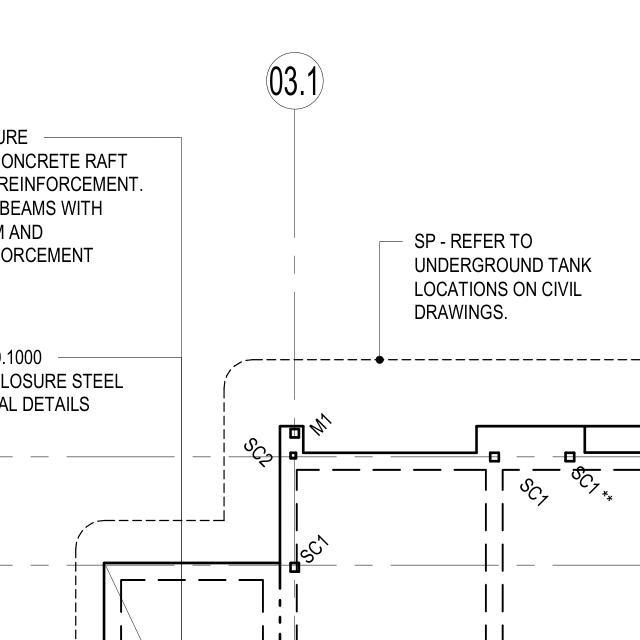 03.1
URE
ONCRETE RAFT
REINFORCEMENT.
BEAMS WITH
AND
ORCEMENT
SP - REFER TO
UNDERGROUND TANK
LOCATIONS ON CIVIL
DRAWINGS.
.1000
LOSURE STEEL
AL DETAILS
M1
SC2
SC1
SC1 **
SC1